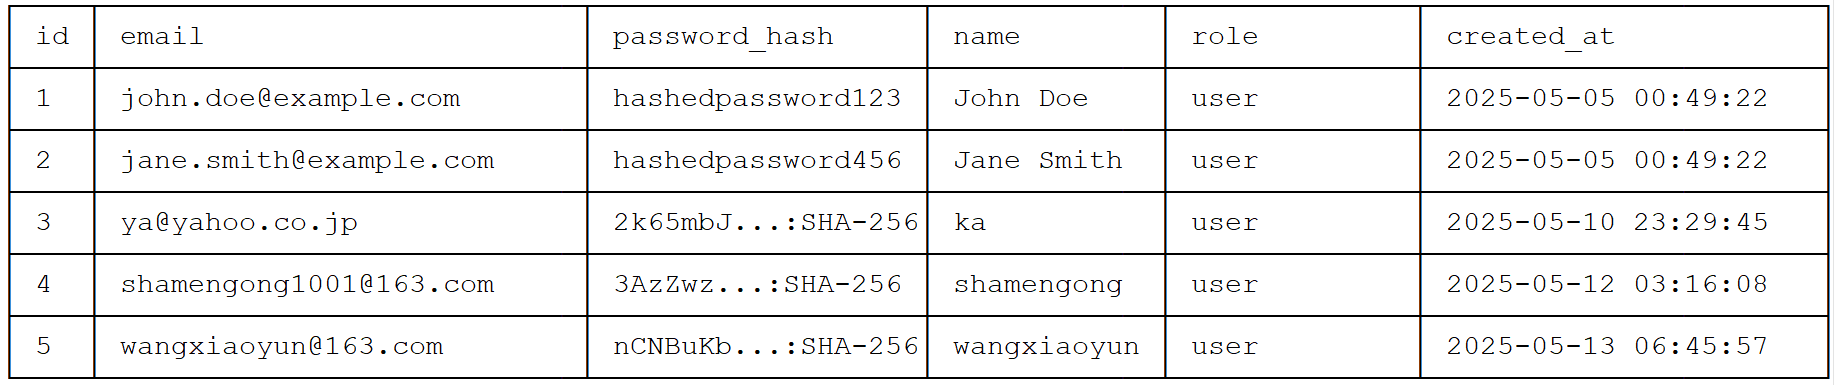 id email password_hash name role created_at
1 john.doe@example.com hashedpassword123 John Doe user 2025-05-05 00:49:22
2 jane.smith@example.com hashedpassword456 Jane Smith user 2025-05-05 00:49:22
3 ya@yahoo.co.jp 2k65mbJ...:SHA-256 ka user 2025-05-10 23:29:45
4 shamengong1001@163.com 3AzZwz...:SHA-256 shamengong user 2025-05-12 03:16:08
5 wangxiaoyun@163.com nCNBuKb...:SHA-256 wangxiaoyun user 2025-05-13 06:45:57